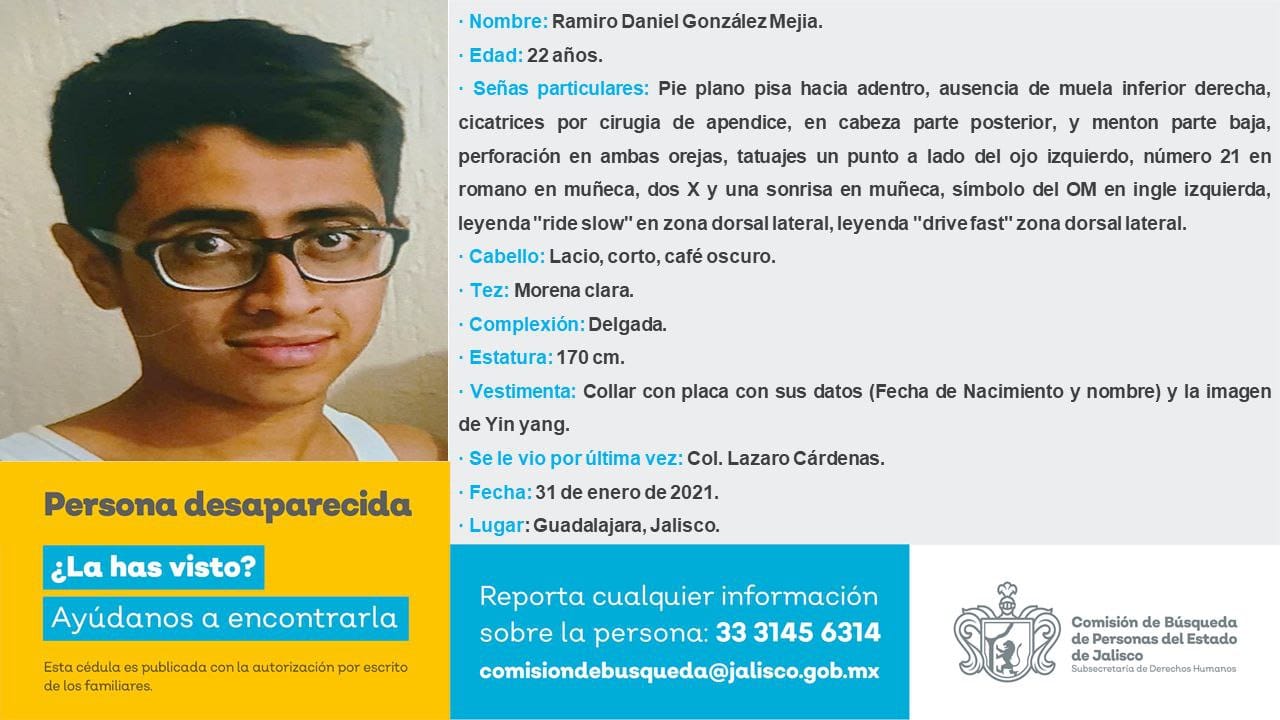 · Nombre: Ramiro Daniel González Mejia.
· Edad: 22 años.
· Señas particulares: Pie plano pisa hacia adentro, ausencia de muela inferior derecha,
cicatrices por cirugia de apendice, en cabeza parte posterior, y menton parte baja,
perforación en ambas orejas, tatuajes un punto a lado del ojo izquierdo, número 21 en
romano en muñeca, dos X y una sonrisa en muñeca, símbolo del OM en ingle izquierda,
leyenda "ride slow" en zona dorsal lateral, leyenda "drive fast" zona dorsal lateral.
· Cabello: Lacio, corto, café oscuro.
· Tez: Morena clara.
· Complexión: Delgada.
· Estatura: 170 cm.
· Vestimenta: Collar con placa con sus datos (Fecha de Nacimiento y nombre) y la imagen
de Yin yang.
· Se le vio por última vez: Col. Lazaro Cárdenas.
· Fecha: 31 de enero de 2021.
· Lugar: Guadalajara, Jalisco.
Persona desaparecida
¿La has visto?
Ayúdanos a encontrarla
Esta cédula es publicada con la autorización por escrito
de los familiares.
Reporta cualquier información
sobre la persona: 33 3145 6314
comisiondebusqueda@jalisco.gob.mx
Comisión de Búsqueda
de Personas del Estado
de Jalisco
Subsecretaría de Derechos Humanos